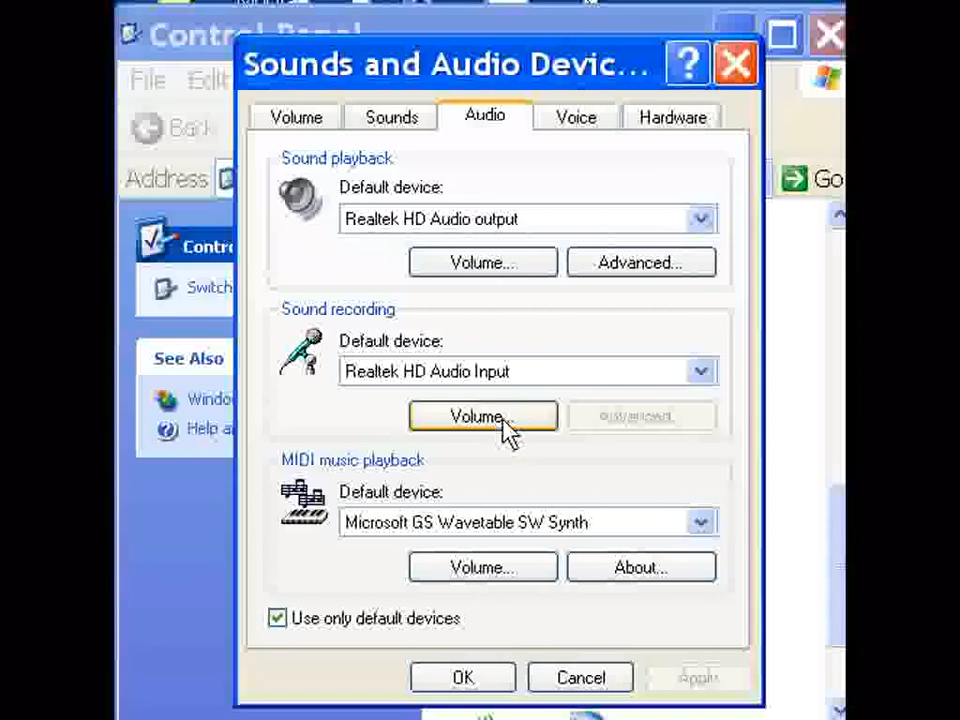 Control Panel
Sounds and Audio Devic...
File Edit
Back
Address
Go
Volume Sounds Audio Voice Hardware
Sound playback
Default device:
Realtek HD Audio output
Volume... Advanced...
Contro
Switch
Sound recording
Default device:
Realtek HD Audio Input
Volume... Advanced...
See Also
Windo
Help a
MIDI music playback
Default device:
Microsoft GS Wavetable SW Synth
Volume... About...
Use only default devices
OK Cancel Apply